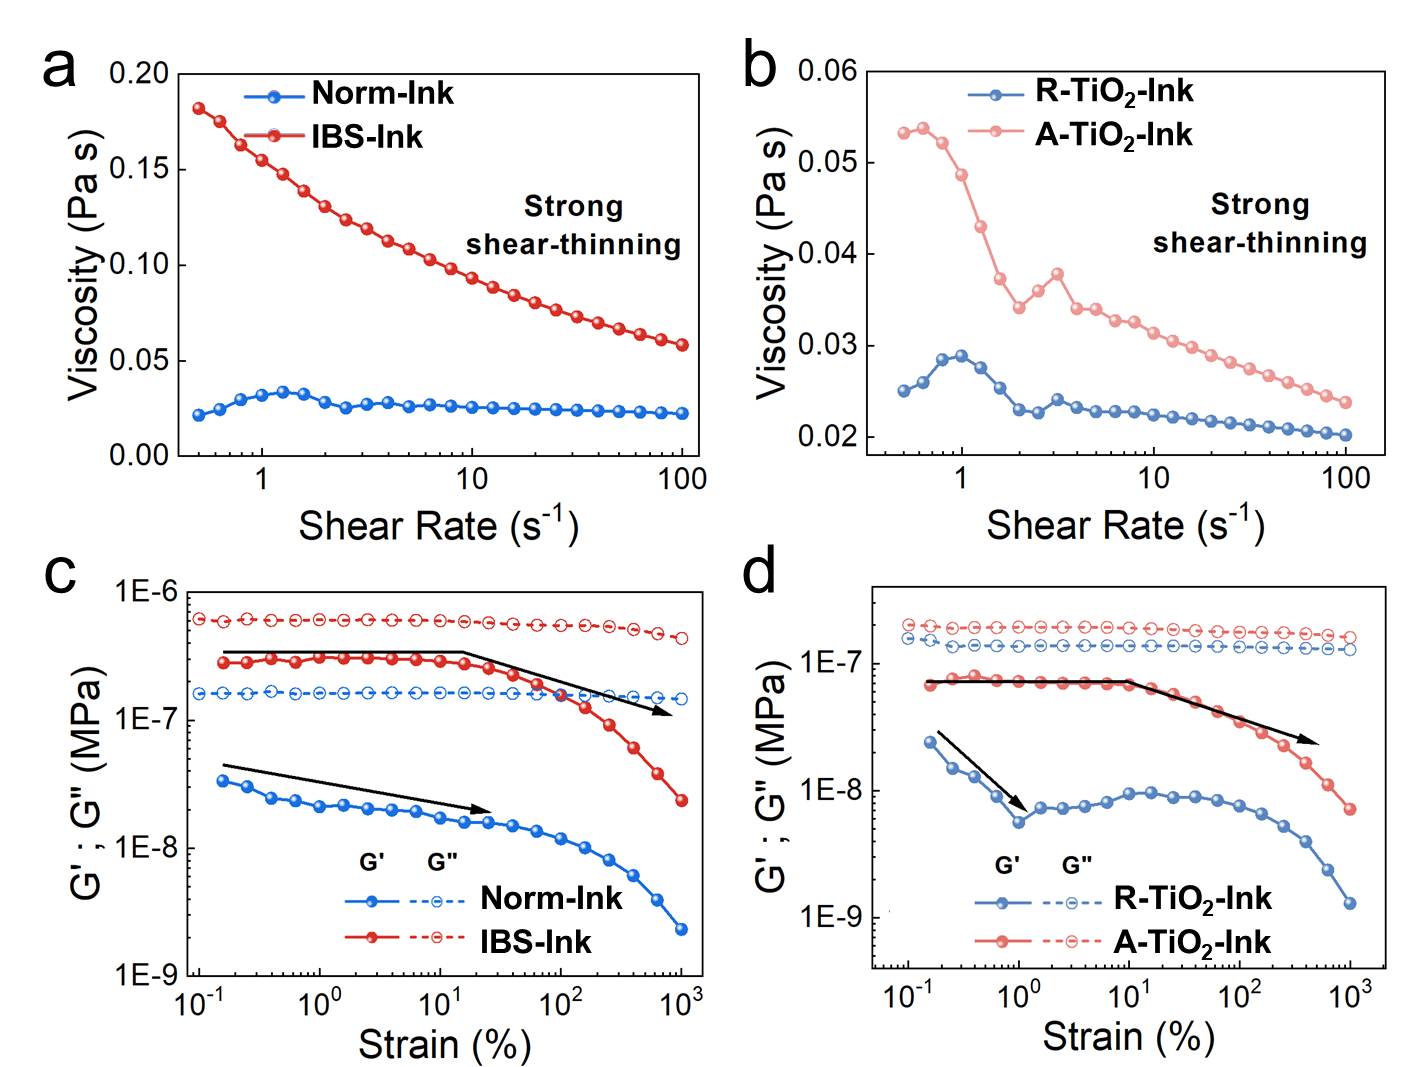 a
0.20
0.15
0.10
0.05
0.00
Viscosity (Pa s)
Norm-Ink
IBS-Ink
Strong
shear-thinning
1
10
100
Shear Rate (s⁻¹)
b
0.06
0.05
0.04
0.03
0.02
Viscosity (Pa s)
R-TiO₂-Ink
A-TiO₂-Ink
Strong
shear-thinning
1
10
100
Shear Rate (s⁻¹)
c
1E-6
1E-7
1E-8
1E-9
G' ; G" (MPa)
G' G"
Norm-Ink
IBS-Ink
10⁻¹
10⁰
10¹
10²
10³
Strain (%)
d
1E-7
1E-8
1E-9
G' ; G" (MPa)
G' G"
R-TiO₂-Ink
A-TiO₂-Ink
10⁻¹
10⁰
10¹
10²
10³
Strain (%)